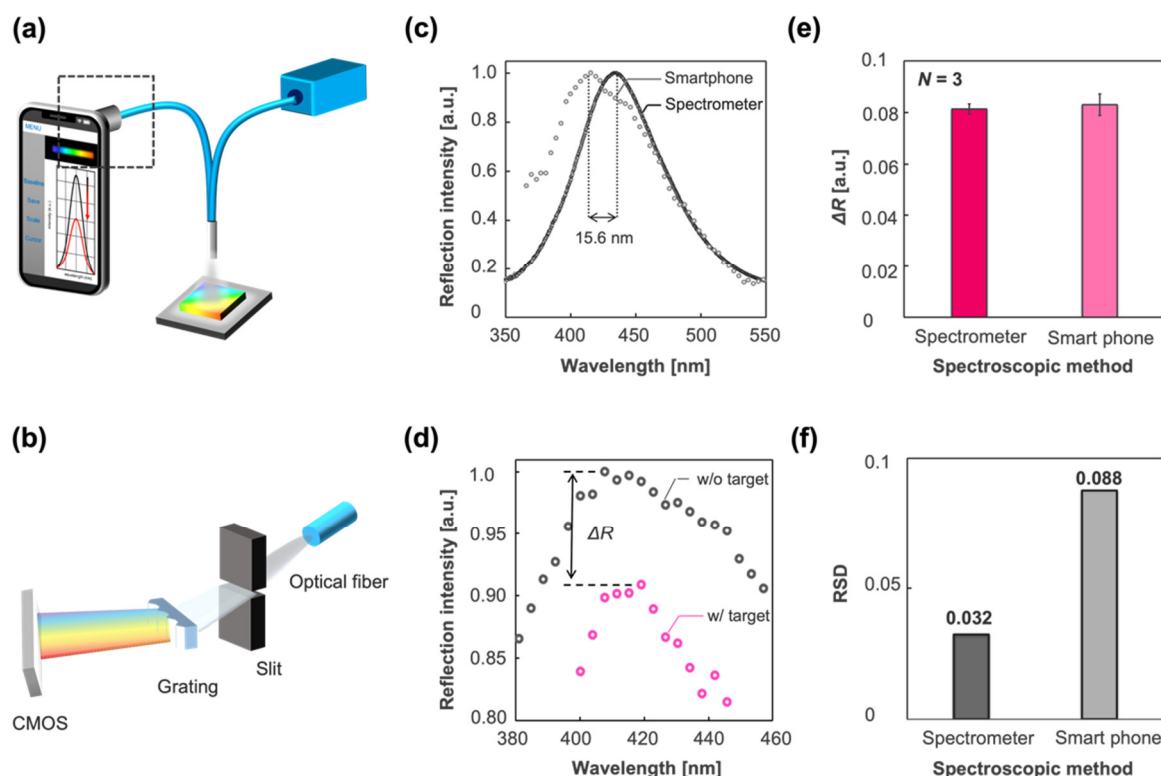 (a)
MENU
Baseline
Save
Scale
Cursor
wavelength (nm)
(b)
Optical fiber
Slit
Grating
CMOS
(c)
Reflection intensity [a.u.]
1.0
0.8
0.6
0.4
0.2
Smartphone
Spectrometer
15.6 nm
350 400 450 500 550
Wavelength [nm]
(d)
Reflection intensity [a.u.]
1.0
0.95
0.90
0.85
0.80
w/o target
ΔR
w/ target
380 400 420 440 460
Wavelength [nm]
(e)
N = 3
ΔR [a.u.]
0.1
0.08
0.06
0.04
0.02
0
Spectrometer Smart phone
Spectroscopic method
(f)
RSD
0.1
0.05
0
0.032
0.088
Spectrometer Smart phone
Spectroscopic method